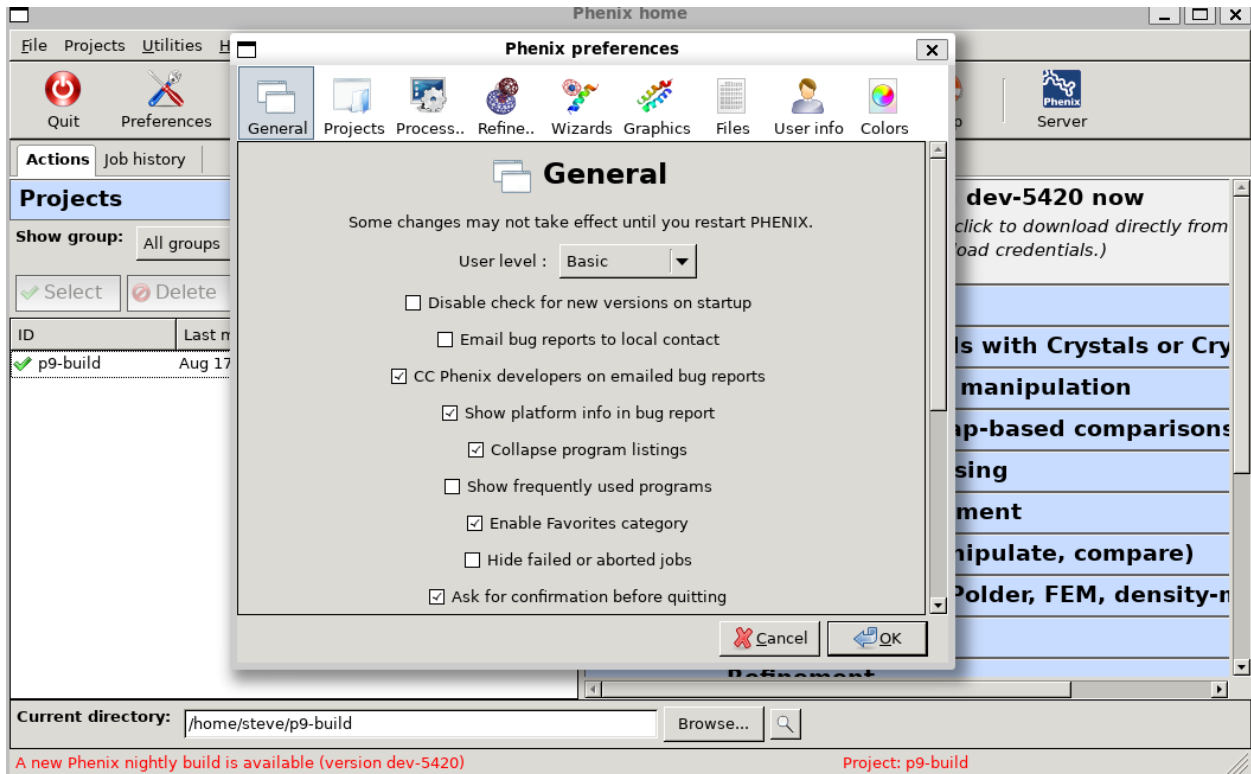 Phenix home
File Projects Utilities H
Phenix preferences
Quit Preferences
General Projects Process.. Refine.. Wizards Graphics Files User info Colors
p
Phenix
Server
Actions Job history
Projects
Show group: All groups
Select Delete
ID Last m
p9-build Aug 17
General
Some changes may not take effect until you restart PHENIX.
User level : Basic
Disable check for new versions on startup
Email bug reports to local contact
CC Phenix developers on emailed bug reports
Show platform info in bug report
Collapse program listings
Show frequently used programs
Enable Favorites category
Hide failed or aborted jobs
Ask for confirmation before quitting
Cancel OK
dev-5420 now
click to download directly from
oad credentials.)
ls with Crystals or Cry
manipulation
ap-based comparisons
sing
ment
nipulate, compare)
Polder, FEM, density-m
Refinement
Current directory: /home/steve/p9-build Browse...
A new Phenix nightly build is available (version dev-5420) Project: p9-build